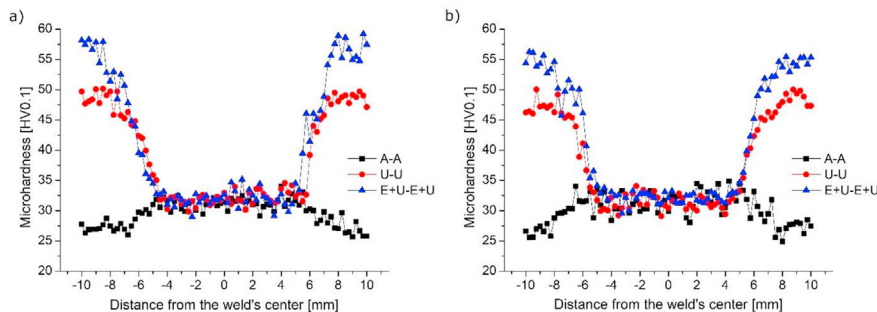 a)
60
55
50
45
40
35
30
25
20
Microhardness [HV0.1]
A-A
U-U
E+U-E+U
-10 -8 -6 -4 -2 0 2 4 6 8 10
Distance from the weld's center [mm]
b)
60
55
50
45
40
35
30
25
20
Microhardness [HV0.1]
A-A
U-U
E+U-E+U
-10 -8 -6 -4 -2 0 2 4 6 8 10
Distance from the weld's center [mm]